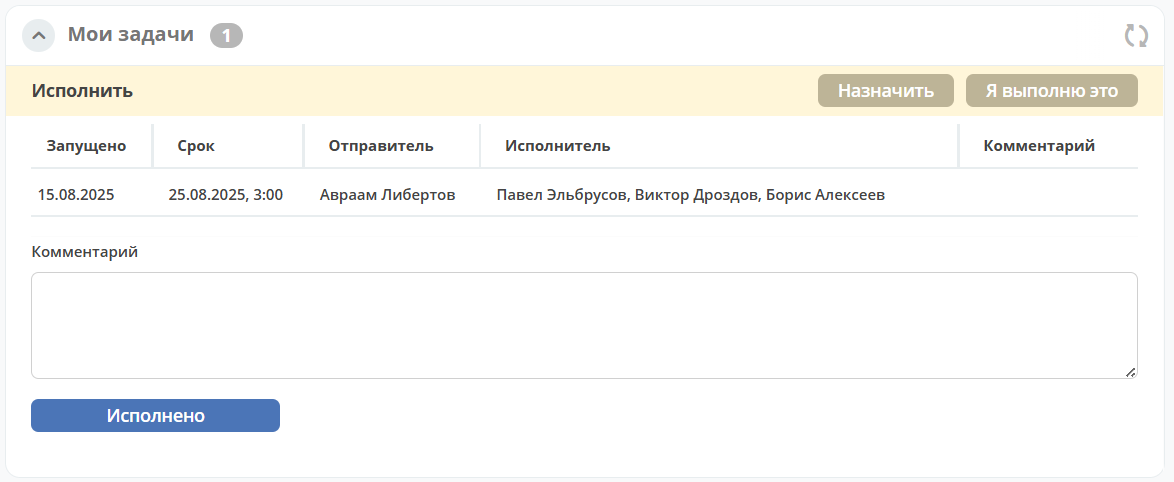 Мои задачи 1
Исполнить Назначить Я выполю это
Запущено Срок Отправитель Исполнитель Комментарий
15.08.2025 25.08.2025, 3:00 Авраам Либертов Павел Эльбрусов, Виктор Дроздов, Борис Алексеев
Комментарий
Исполнено